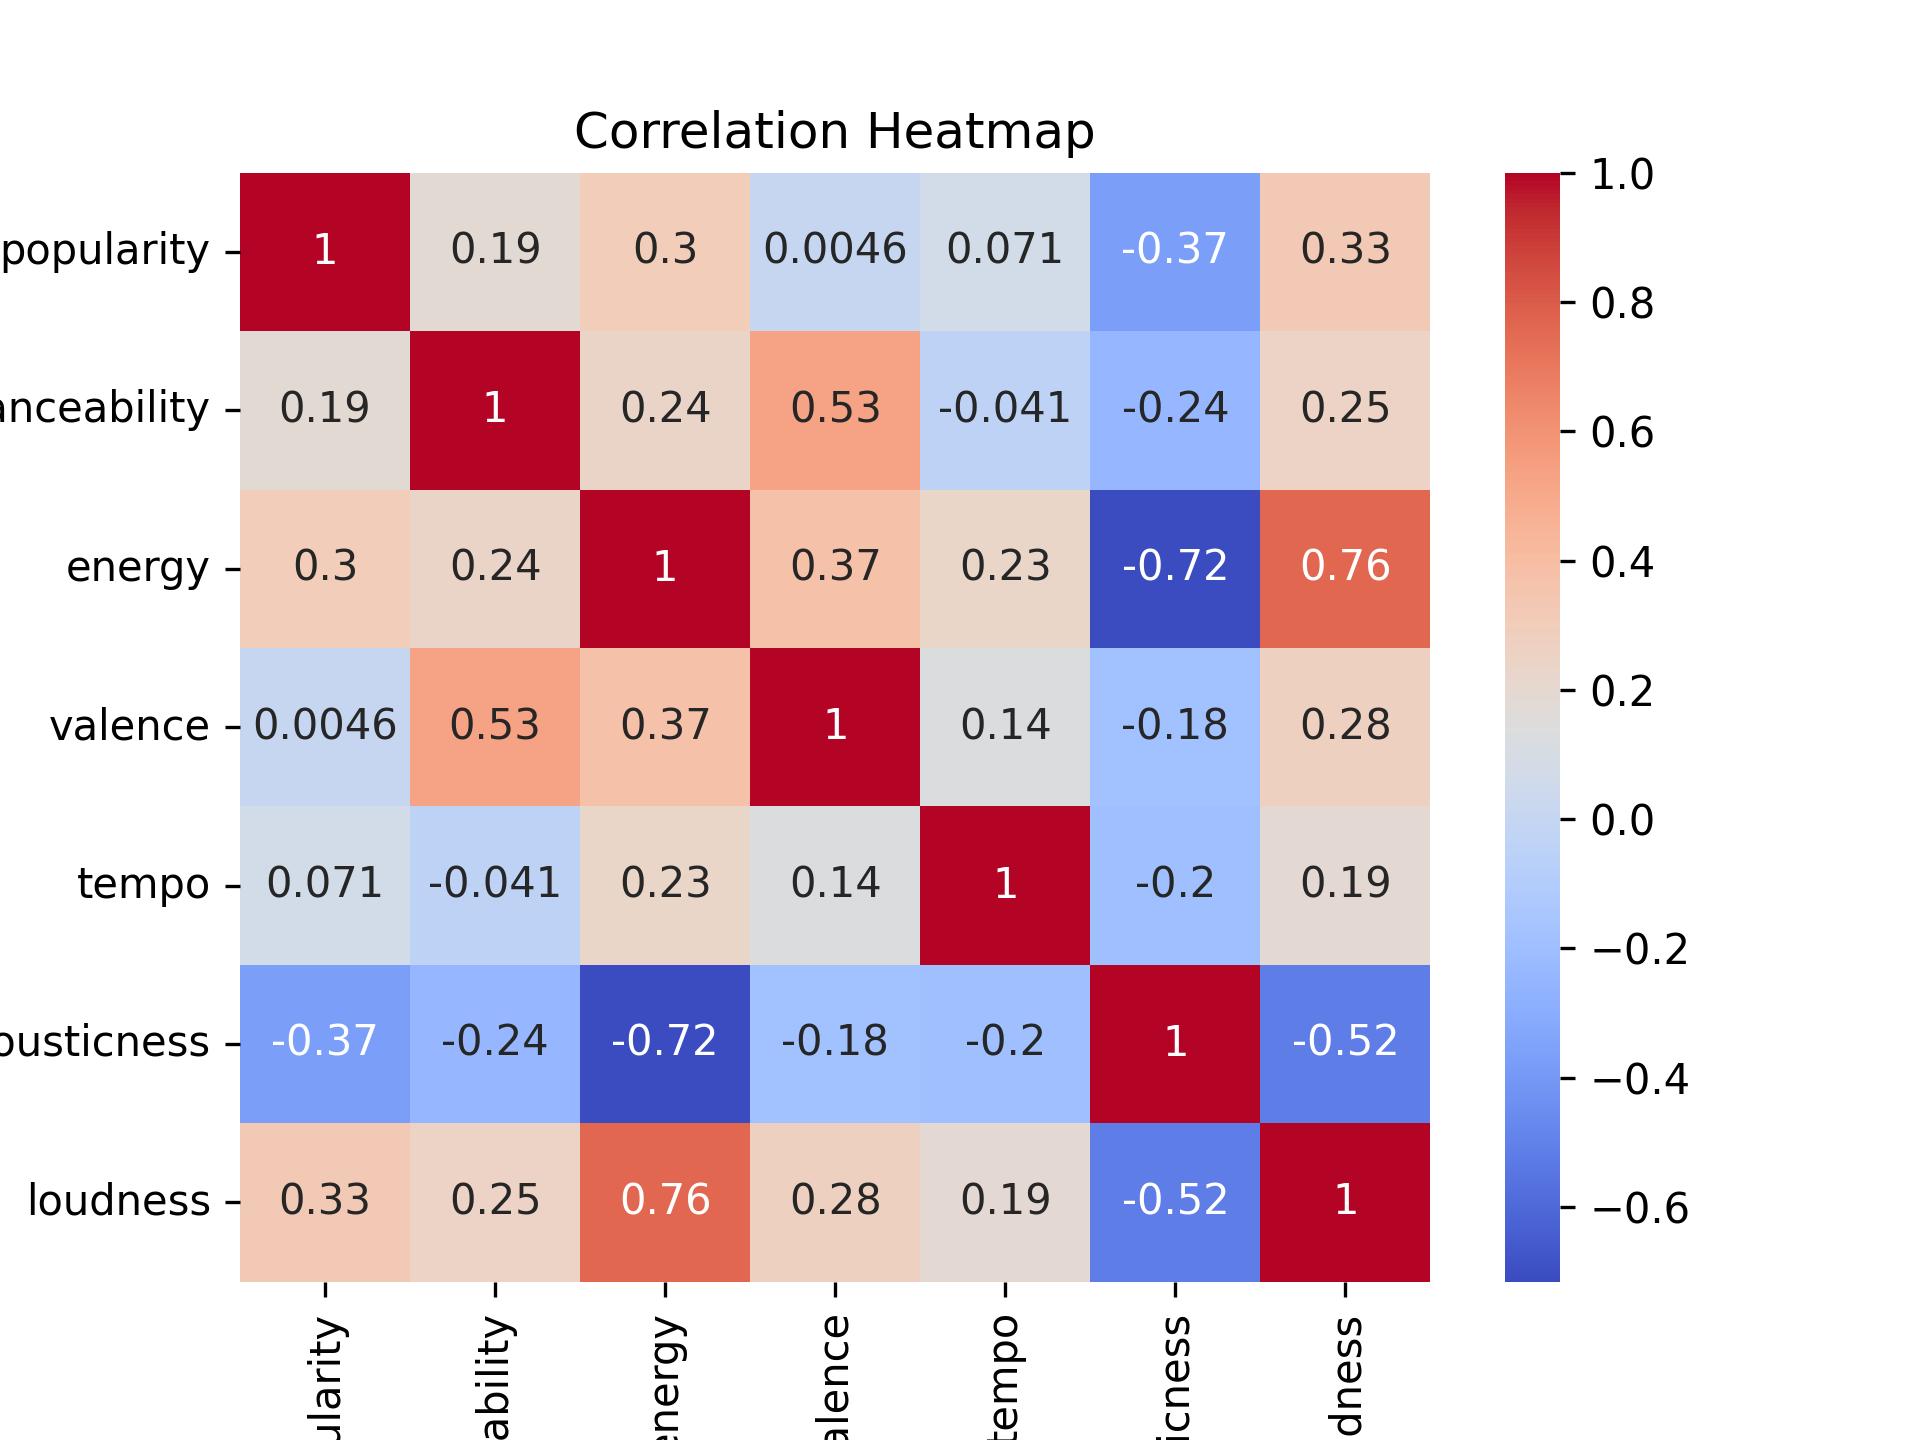 Correlation Heatmap
popularity 1 0.19 0.3 0.0046 0.071 -0.37 0.33
anceability 0.19 1 0.24 0.53 -0.041 -0.24 0.25
energy 0.3 0.24 1 0.37 0.23 -0.72 0.76
valence 0.0046 0.53 0.37 1 0.14 -0.18 0.28
tempo 0.071 -0.041 0.23 0.14 1 -0.2 0.19
ousticness -0.37 -0.24 -0.72 -0.18 -0.2 1 -0.52
loudness 0.33 0.25 0.76 0.28 0.19 -0.52 1
ularity
ability
energy
alence
tempo
icness
dness
1.0
0.8
0.6
0.4
0.2
0.0
−0.2
−0.4
−0.6